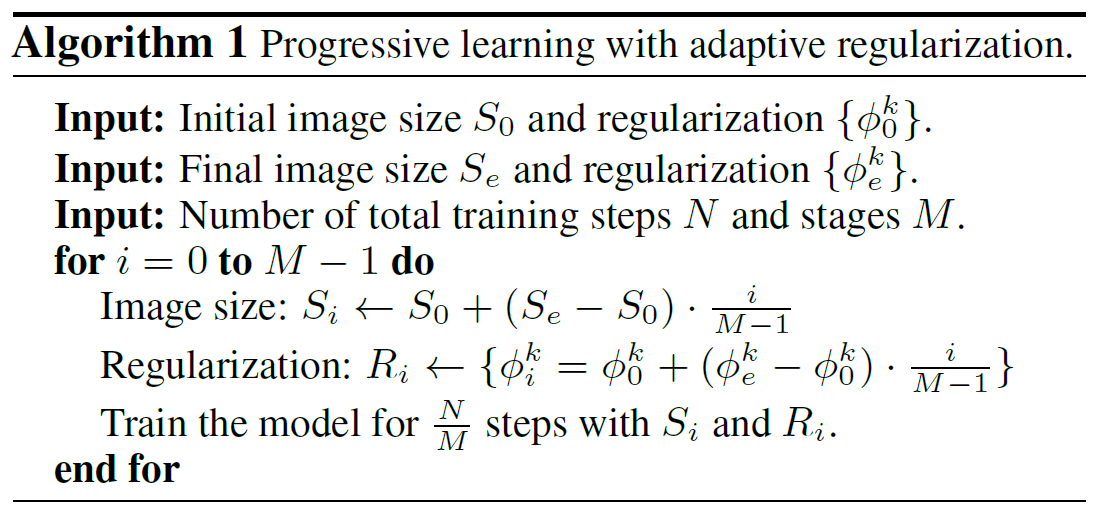 Algorithm 1 Progressive learning with adaptive regularization.
Input: Initial image size $S_0$ and regularization $\{\phi_0^k\}$.
Input: Final image size $S_e$ and regularization $\{\phi_e^k\}$.
Input: Number of total training steps $N$ and stages $M$.
for $i = 0$ to $M - 1$ do
Image size: $S_i \leftarrow S_0 + (S_e - S_0) \cdot \frac{i}{M-1}$
Regularization: $R_i \leftarrow \{\phi_i^k = \phi_0^k + (\phi_e^k - \phi_0^k) \cdot \frac{i}{M-1}\}$
Train the model for $\frac{N}{M}$ steps with $S_i$ and $R_i$.
end for